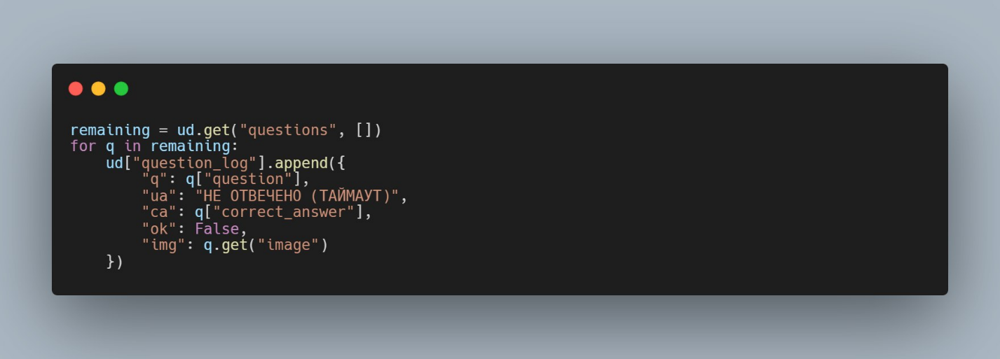 remaining = ud.get("questions", [])
for q in remaining:
    ud["question_log"].append({
        "q": q["question"],
        "ua": "НЕ ОТВЕЧЕНО (ТАЙМАУТ)",
        "ca": q["correct_answer"],
        "ok": False,
        "img": q.get("image")
    })